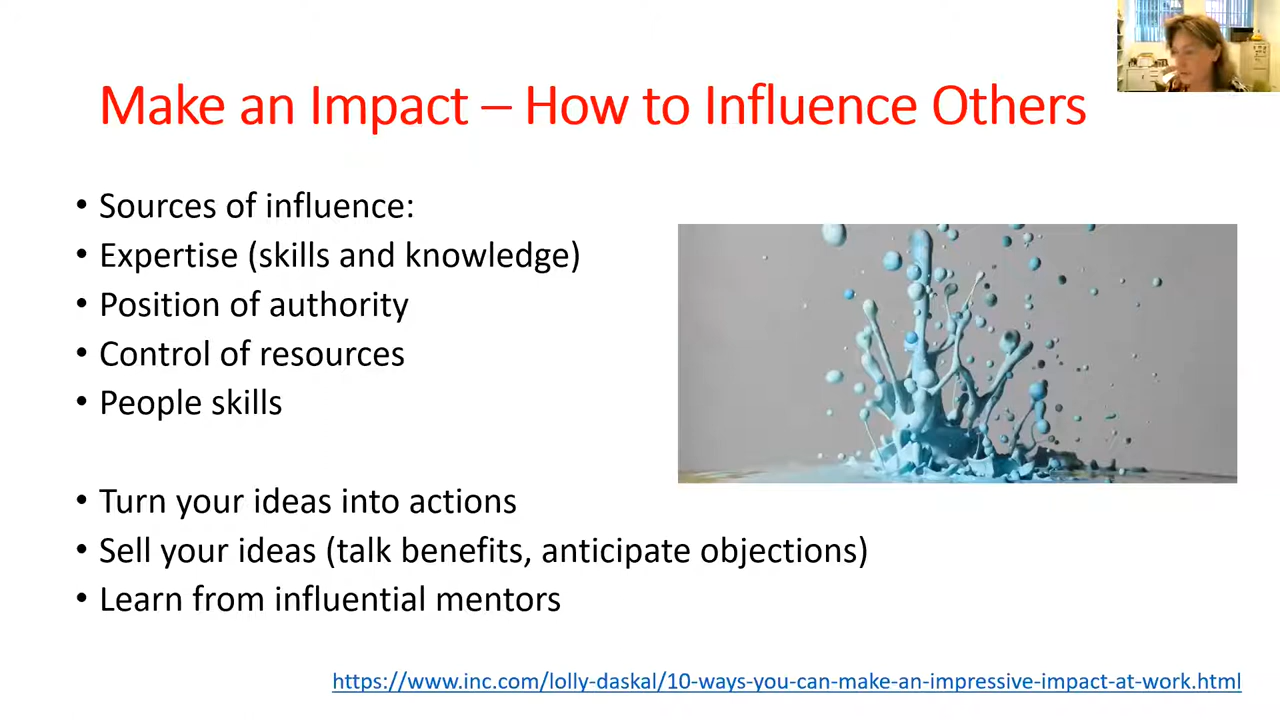 Make an Impact – How to Influence Others
• Sources of influence:
• Expertise (skills and knowledge)
• Position of authority
• Control of resources
• People skills
• Turn your ideas into actions
• Sell your ideas (talk benefits, anticipate objections)
• Learn from influential mentors
https://www.inc.com/lolly-daskal/10-ways-you-can-make-an-impressive-impact-at-work.html